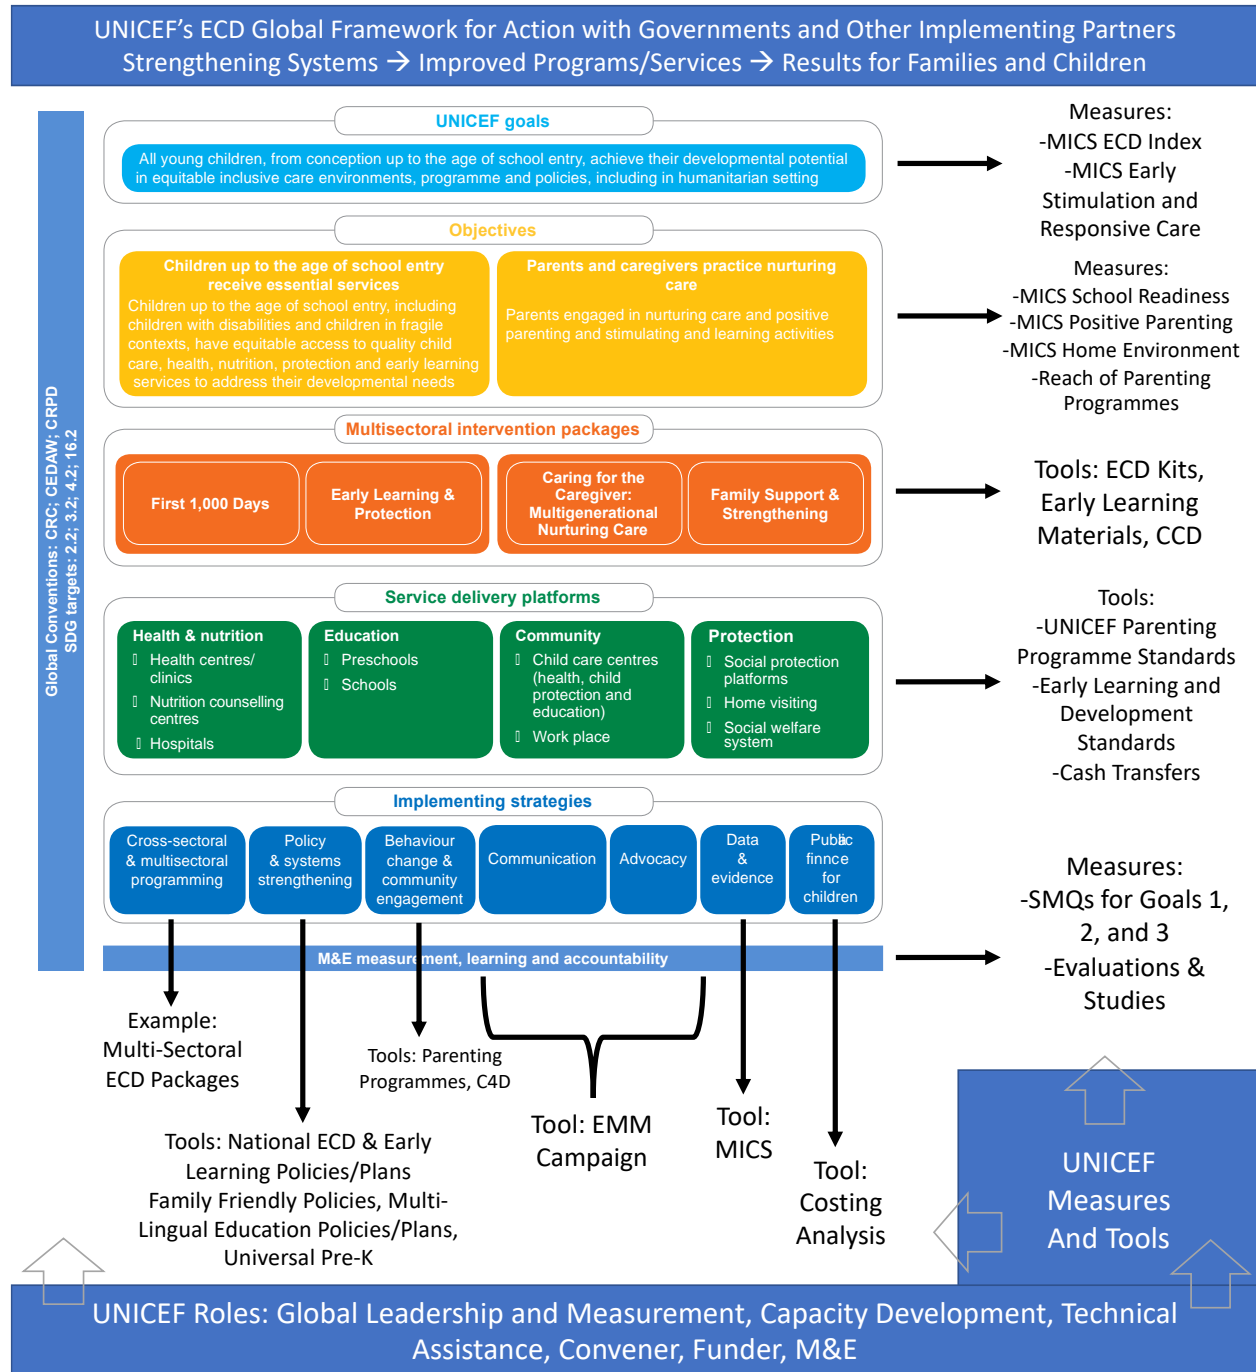 UNICEF's ECD Global Framework for Action with Governments and Other Implementing Partners
Strengthening Systems → Improved Programs/Services → Results for Families and Children
Global Conventions: CRC; CEDAW; CRPD
SDG targets: 2.2; 3.2; 4.2; 16.2
UNICEF goals
All young children, from conception up to the age of school entry, achieve their developmental potential
in equitable inclusive care environments, programme and policies, including in humanitarian setting
Measures:
-MICS ECD Index
-MICS Early
Stimulation and
Responsive Care
Objectives
Children up to the age of school entry
receive essential services
Children up to the age of school entry, including
children with disabilities and children in fragile
contexts, have equitable access to quality child
care, health, nutrition, protection and early learning
services to address their developmental needs
Parents and caregivers practice nurturing
care
Parents engaged in nurturing care and positive
parenting and stimulating and learning activities
Measures:
-MICS School Readiness
-MICS Positive Parenting
-MICS Home Environment
-Reach of Parenting
Programmes
Multisectoral intervention packages
First 1,000 Days
Early Learning &
Protection
Caring for the
Caregiver:
Multigenerational
Nurturing Care
Family Support &
Strengthening
Tools: ECD Kits,
Early Learning
Materials, CCD
Service delivery platforms
Health & nutrition
Health centres/
clinics
Nutrition counselling
centres
Hospitals
Education
Preschools
Schools
Community
Child care centres
(health, child
protection and
education)
Work place
Protection
Social protection
platforms
Home visiting
Social welfare
system
Tools:
-UNICEF Parenting
Programme Standards
-Early Learning and
Development
Standards
-Cash Transfers
Implementing strategies
Cross-sectoral
& multisectoral
programming
Policy
& systems
strengthening
Behaviour
change &
community
engagement
Communication
Advocacy
Data
&
evidence
Public
finnce
for
children
M&E measurement, learning and accountability
Measures:
-SMQs for Goals 1,
2, and 3
-Evaluations &
Studies
Example:
Multi-Sectoral
ECD Packages
Tools: National ECD & Early
Learning Policies/Plans
Family Friendly Policies, Multi-
Lingual Education Policies/Plans,
Universal Pre-K
Tools: Parenting
Programmes, C4D
Tool: EMM
Campaign
Tool:
MICS
Tool:
Costing
Analysis
UNICEF
Measures
And Tools
UNICEF Roles: Global Leadership and Measurement, Capacity Development, Technical
Assistance, Convener, Funder, M&E